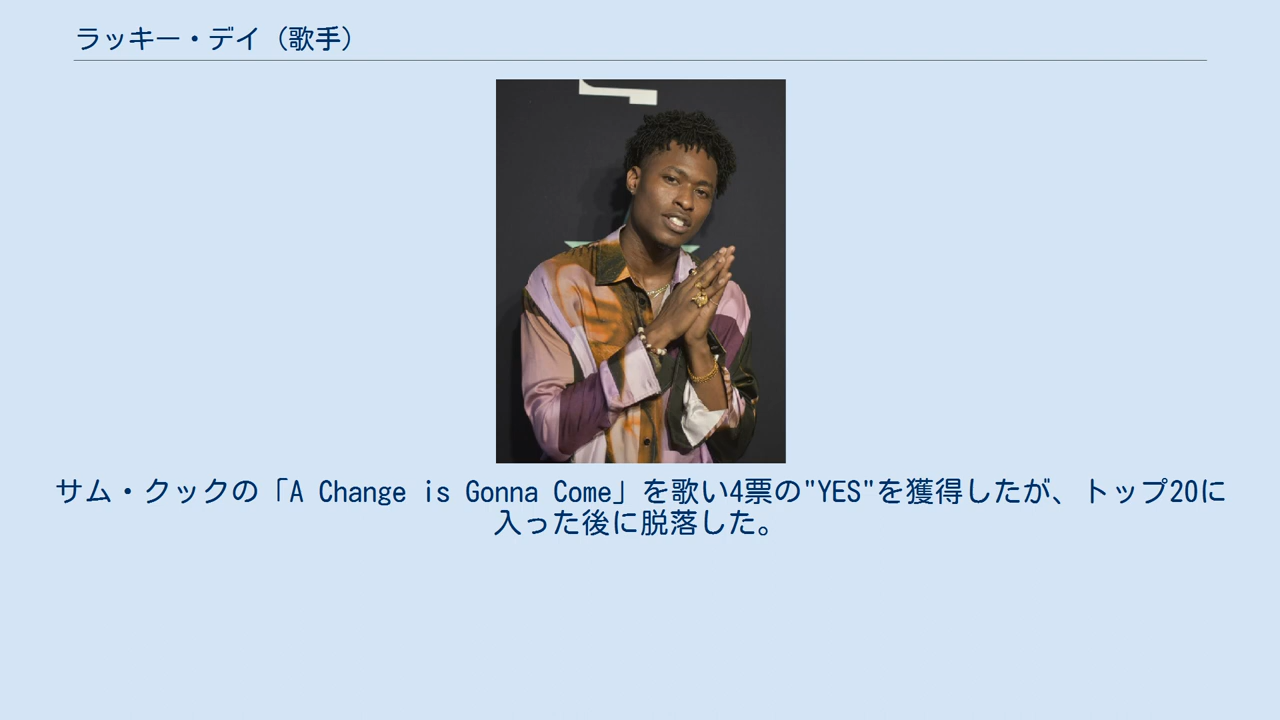 ラッキー・デイ（歌手）
サム・クックの「A Change is Gonna Come」を歌い4票の"YES"を獲得したが、トップ20に
入った後に脱落した。